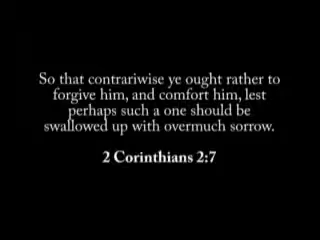 So that contrariwise ye ought rather to
forgive him, and comfort him, lest
perhaps such a one should be
swallowed up with overmuch sorrow.
2 Corinthians 2:7